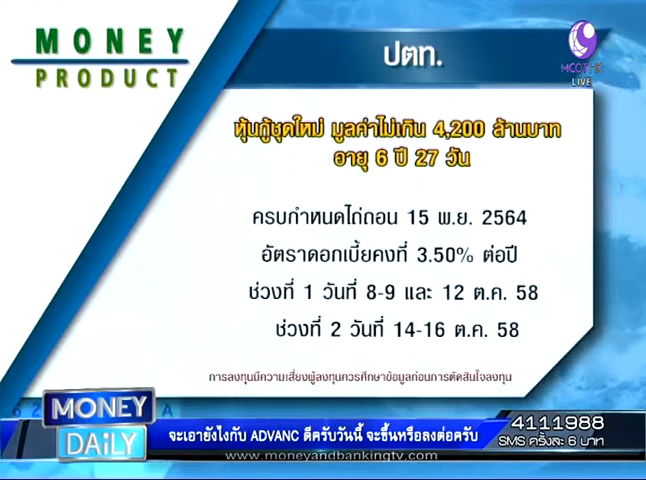 MONEY
PRODUCT
ปตท.
MCOT HD
LIVE
หุ้นกู้ชุดใหม่ มูลค่าไม่เกิน 4,200 ล้านบาท
อายุ 6 ปี 27 วัน
ครบกำหนดไถ่ถอน 15 พ.ย. 2564
อัตราดอกเบี้ยคงที่ 3.50% ต่อปี
ช่วงที่ 1 วันที่ 8-9 และ 12 ต.ค. 58
ช่วงที่ 2 วันที่ 14-16 ต.ค. 58
การลงทุนมีความเสี่ยงผู้ลงทุนควรศึกษาข้อมูลก่อนการตัดสินใจลงทุน
MONEY
DAiLY
จะเอายังไงกับ ADVANC ดีครับวันนี้ จะขึ้นหรือลงต่อครับ
4111988
SMS ครั้งละ 6 บาท
www.moneyandbankingtv.com